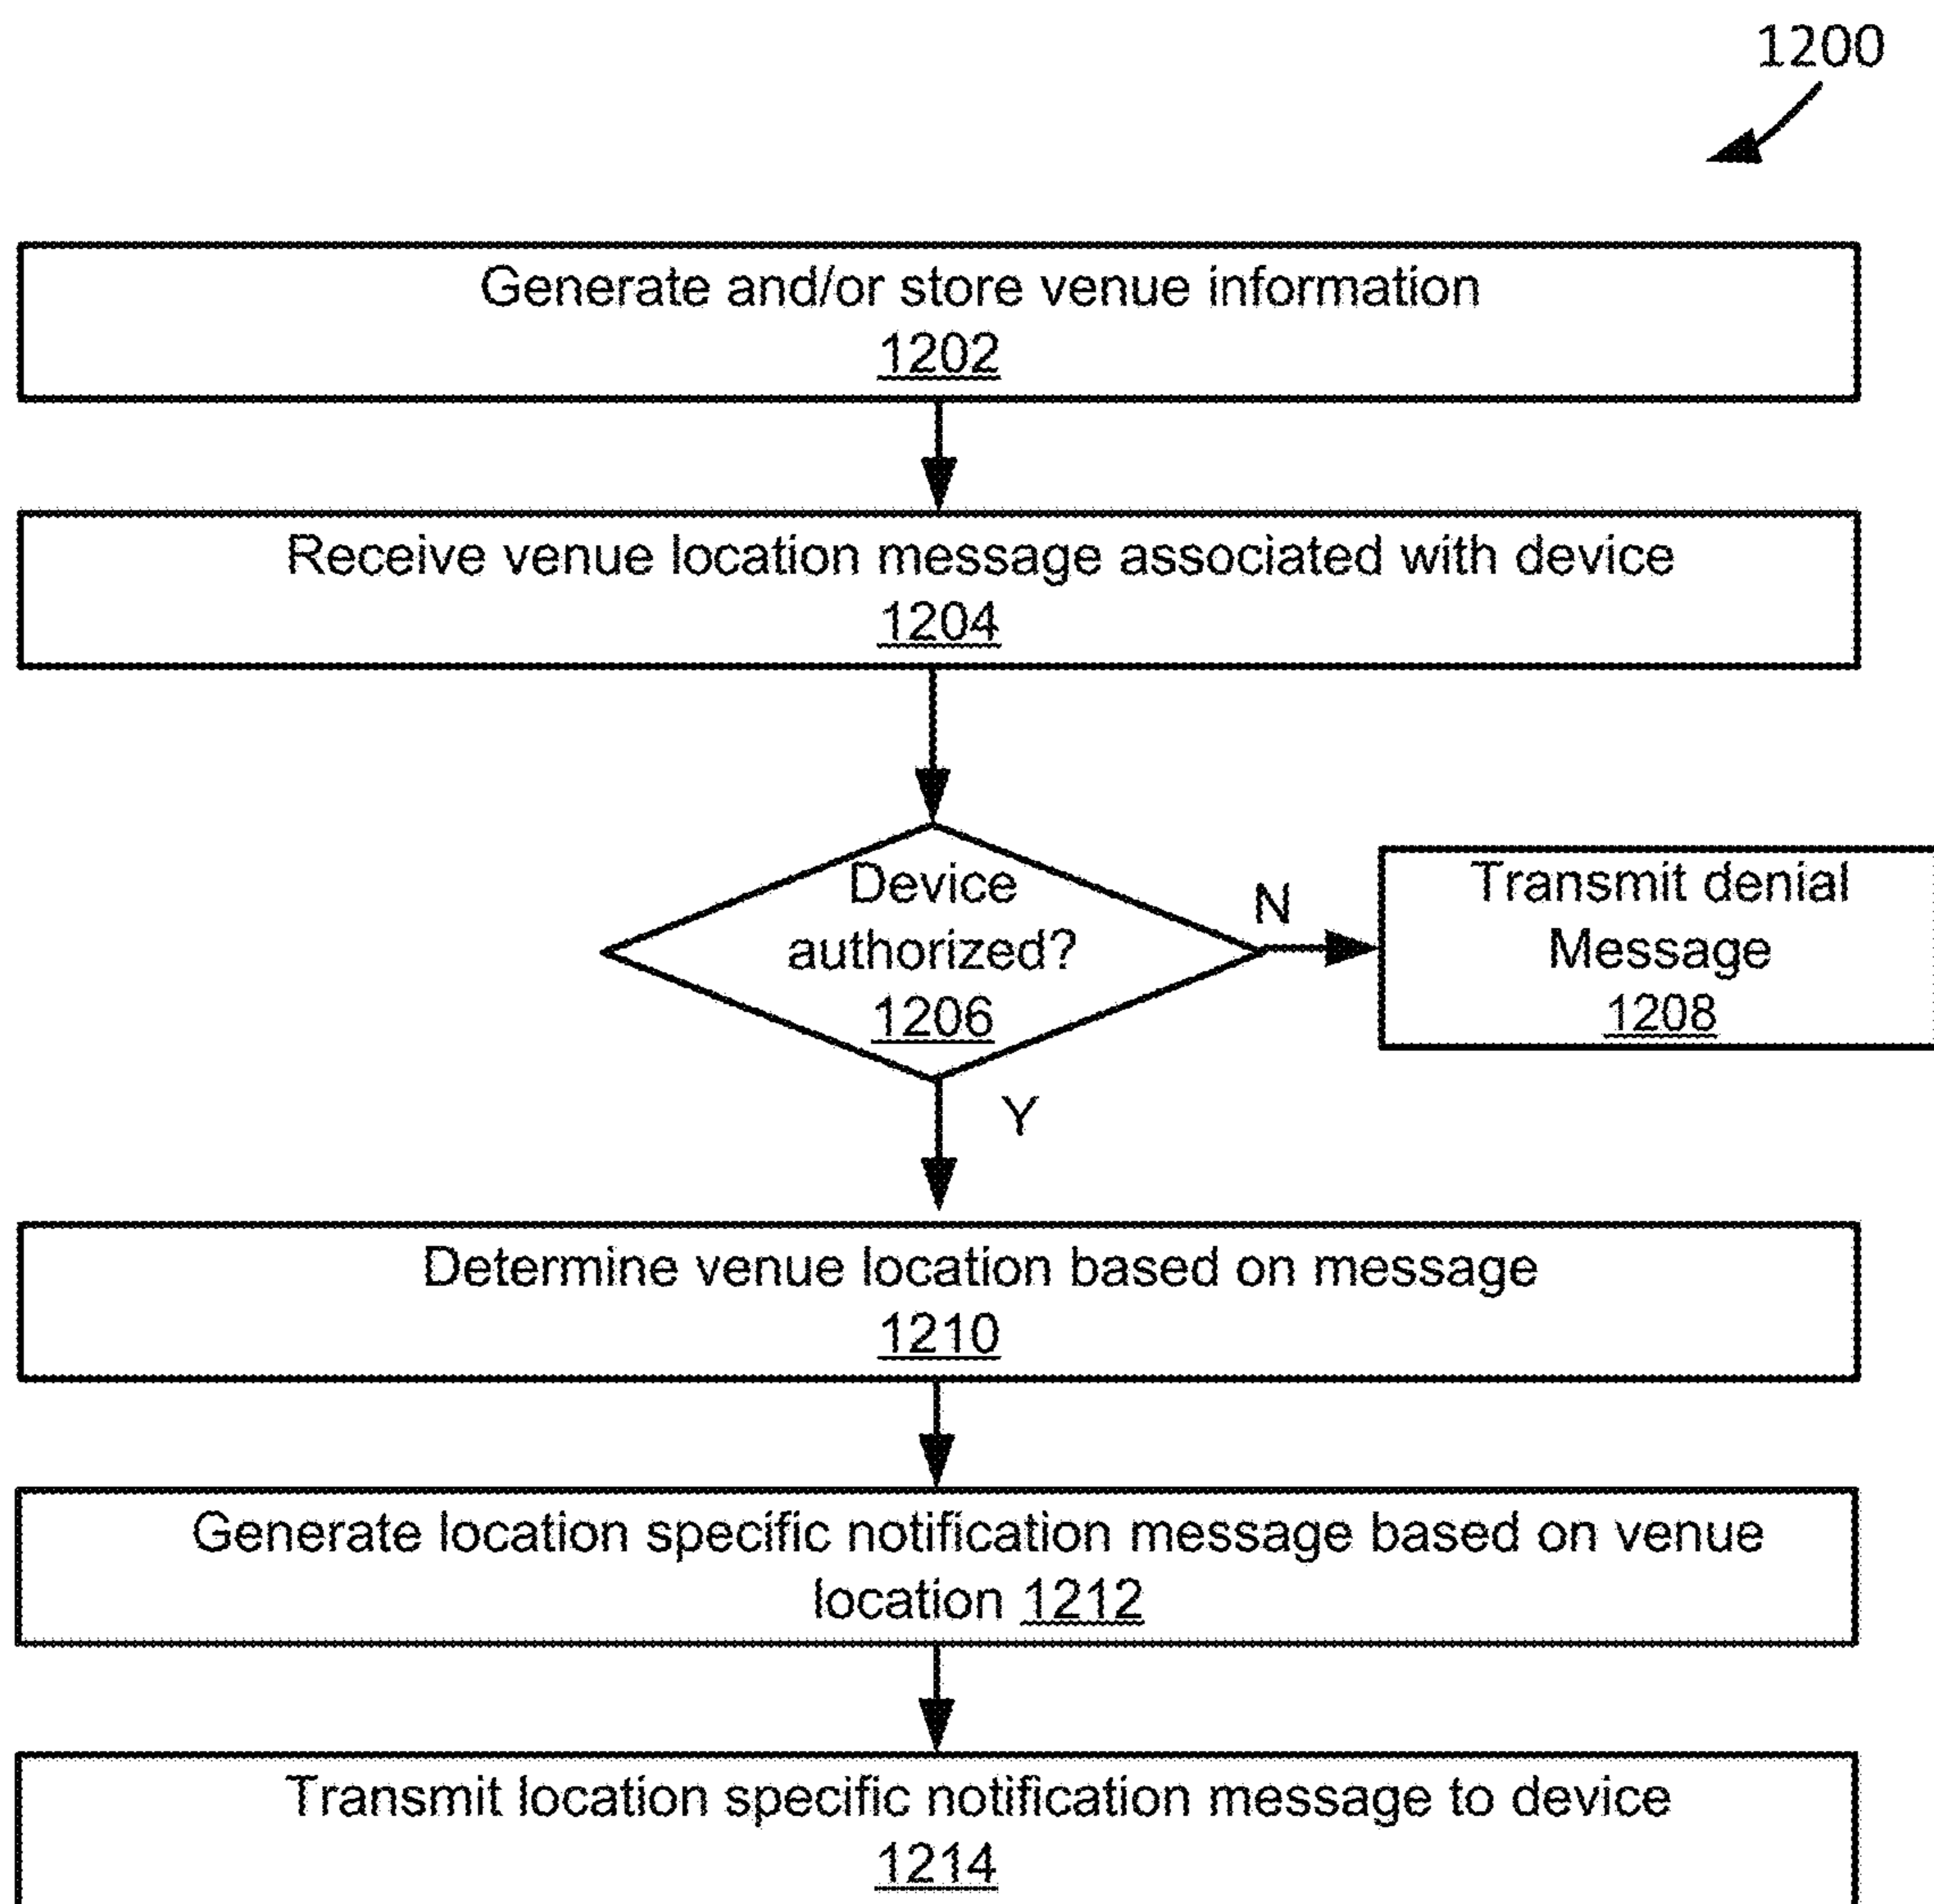 1200
Generate and/or store venue information
1202
Receive venue location message associated with device
1204
Device
authorized?
1206
N
Transmit denial
Message
1208
Y
Determine venue location based on message
1210
Generate location specific notification message based on venue
location 1212
Transmit location specific notification message to device
1214